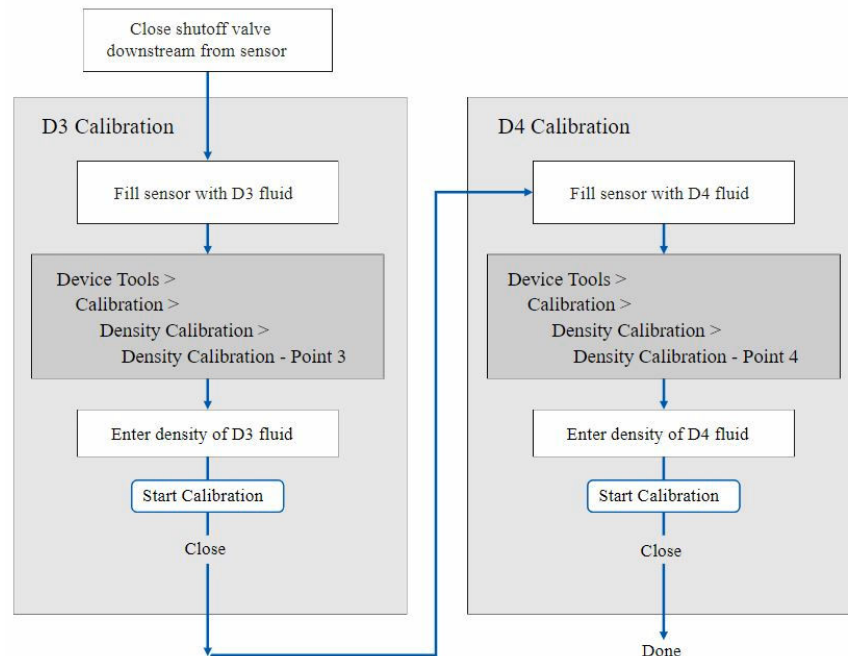 Close shutoff valve
downstream from sensor
D3 Calibration
Fill sensor with D3 fluid
Device Tools >
Calibration >
Density Calibration >
Density Calibration - Point 3
Enter density of D3 fluid
Start Calibration
Close
D4 Calibration
Fill sensor with D4 fluid
Device Tools >
Calibration >
Density Calibration >
Density Calibration - Point 4
Enter density of D4 fluid
Start Calibration
Close
Done